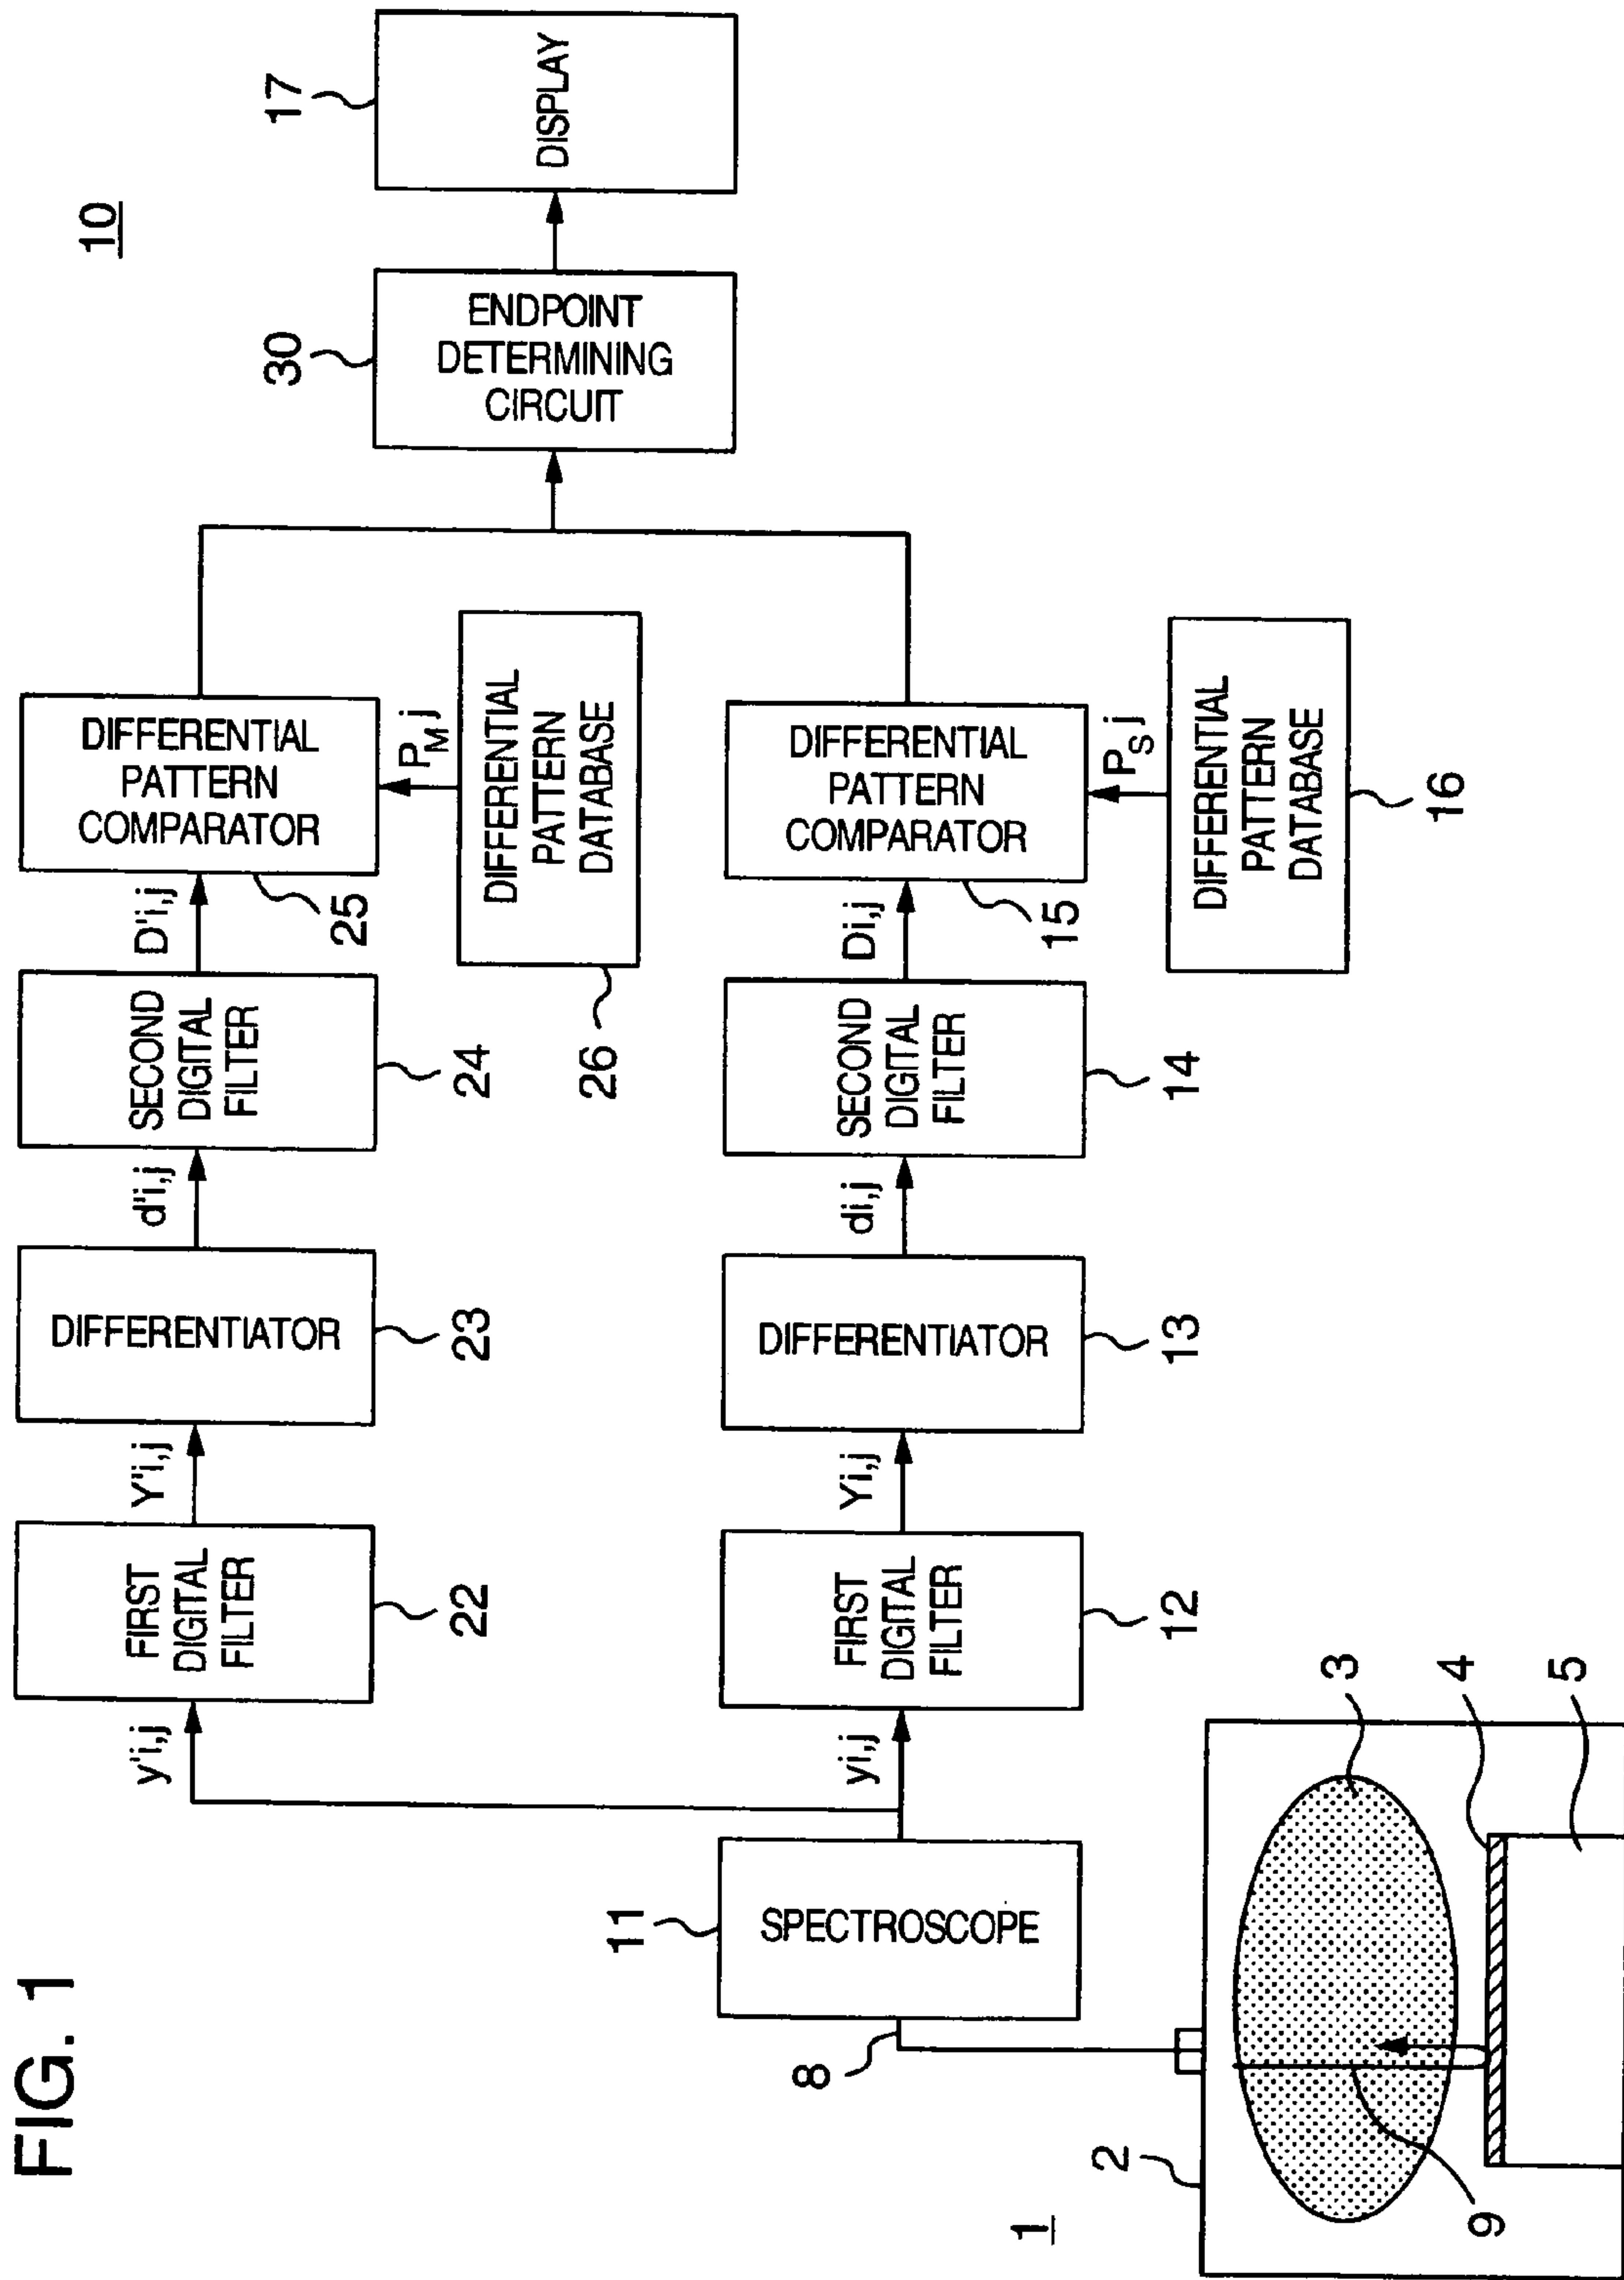 FIG. 1
10
17
DISPLAY
30
ENDPOINT
DETERMINING
CIRCUIT
y'i,j
FIRST
DIGITAL
FILTER
22
Y'i,j
DIFFERENTIATOR
23
d'i,j
SECOND
DIGITAL
FILTER
24
D'i,j
DIFFERENTIAL
PATTERN
COMPARATOR
25
PM j
DIFFERENTIAL
PATTERN
DATABASE
26
11
SPECTROSCOPE
8
yi,j
FIRST
DIGITAL
FILTER
12
Yi,j
DIFFERENTIATOR
13
di,j
SECOND
DIGITAL
FILTER
14
Di,j
DIFFERENTIAL
PATTERN
COMPARATOR
15
PS j
DIFFERENTIAL
PATTERN
DATABASE
16
1
2
3
4
5
9